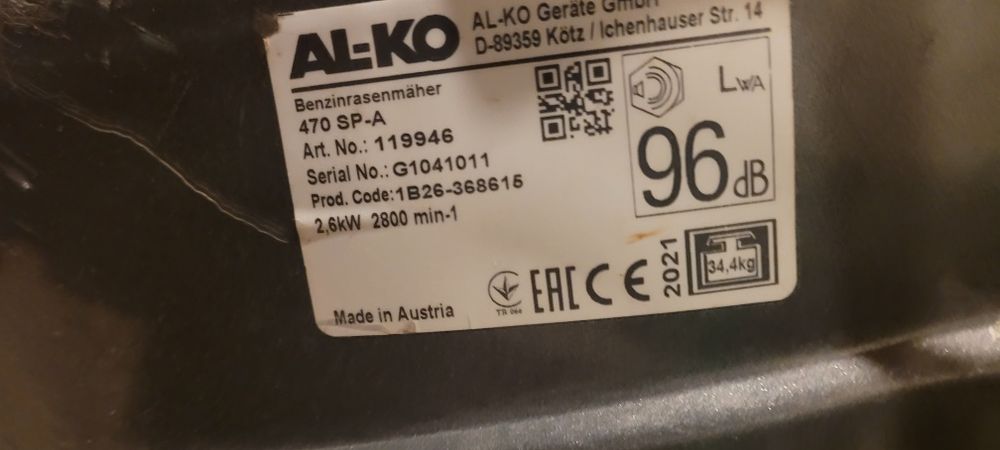 AL-KO
AL-KO Geräte GmbH
D-89359 Kötz / Ichenhauser Str. 14
Benzinrasenmäher
470 SP-A
Art. No.: 119946
Serial No.: G1041011
Prod. Code: 1B26-368615
2,6kW 2800 min-1
LWA
96 dB
Made in Austria
TR 066
EAC CE
2021
34,4kg